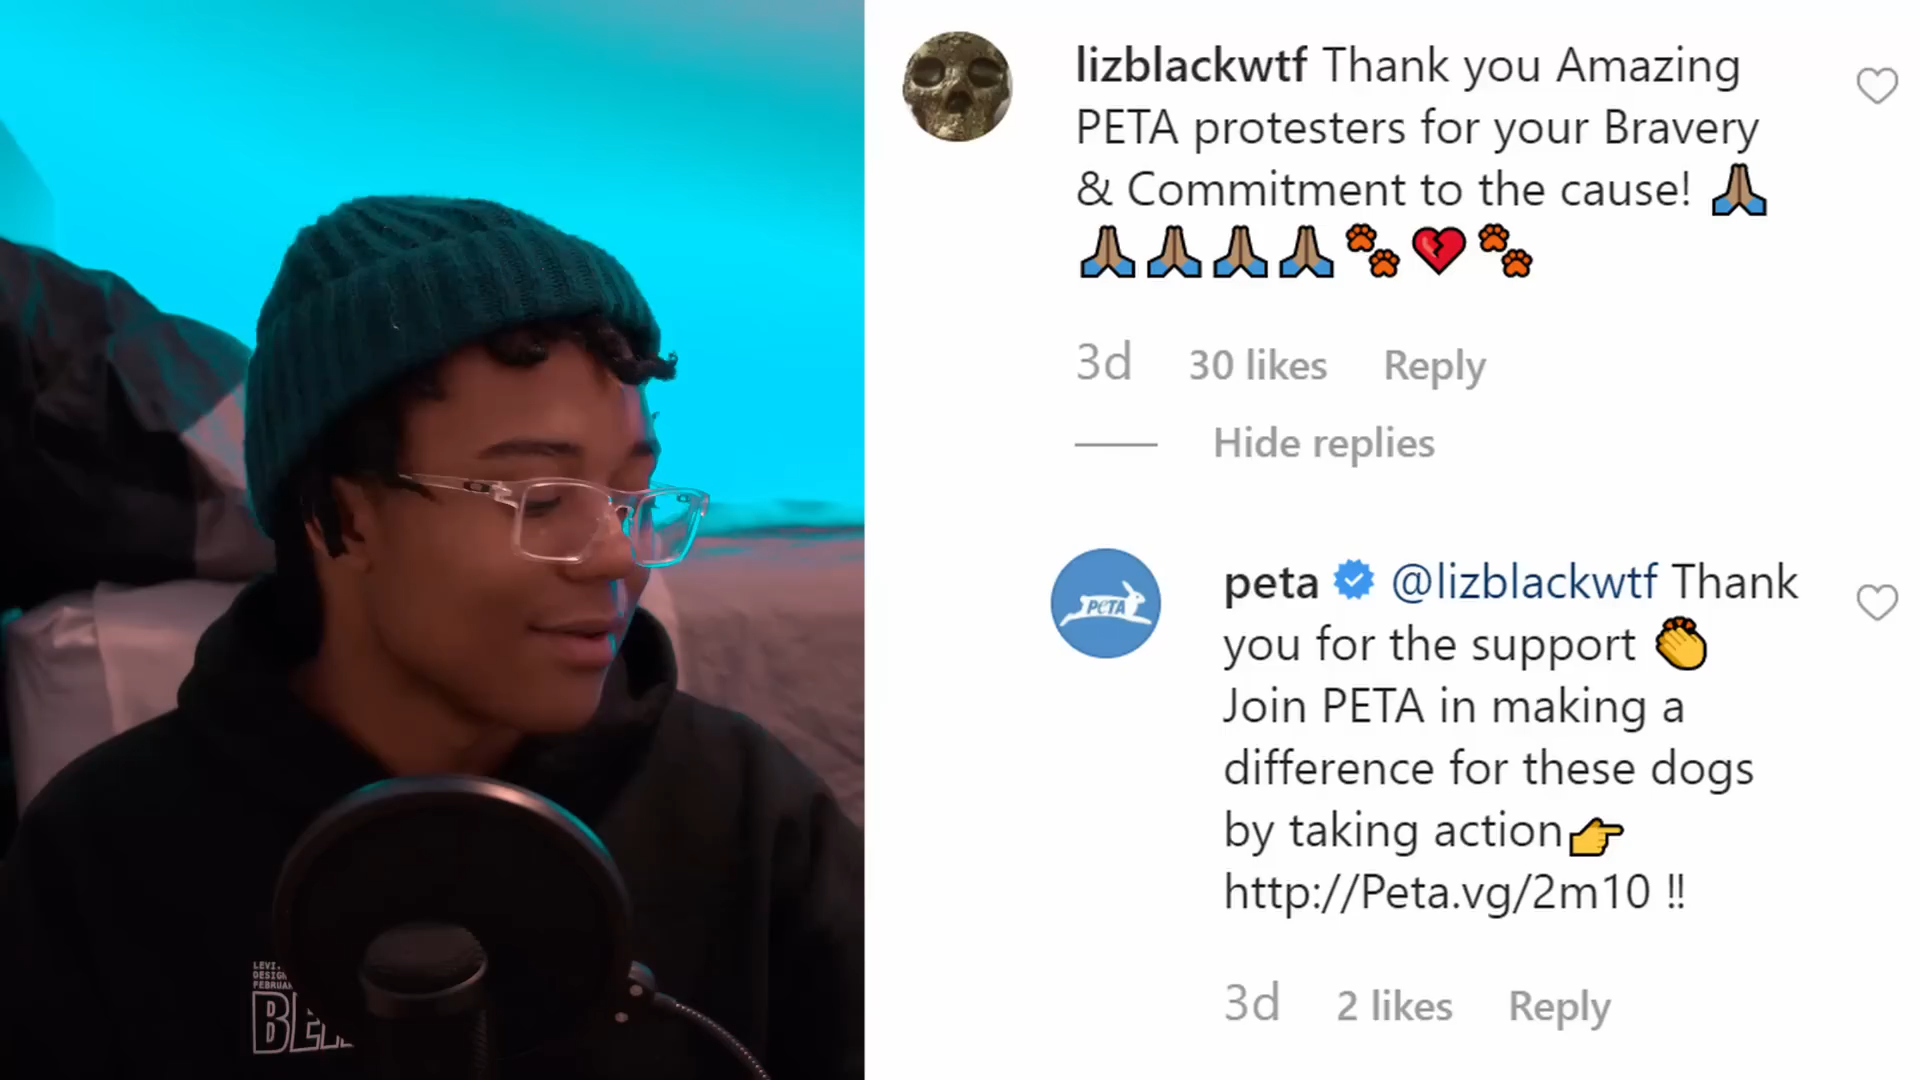 lizblackwtf Thank you Amazing
PETA protesters for your Bravery
& Commitment to the cause! 🙏🏽
🙏🏽🙏🏽🙏🏽🙏🏽🐾💔🐾
3d 30 likes Reply
Hide replies
PETA
peta @lizblackwtf Thank
you for the support 👏
Join PETA in making a
difference for these dogs
by taking action👉
http://Peta.vg/2m10 ‼
3d 2 likes Reply